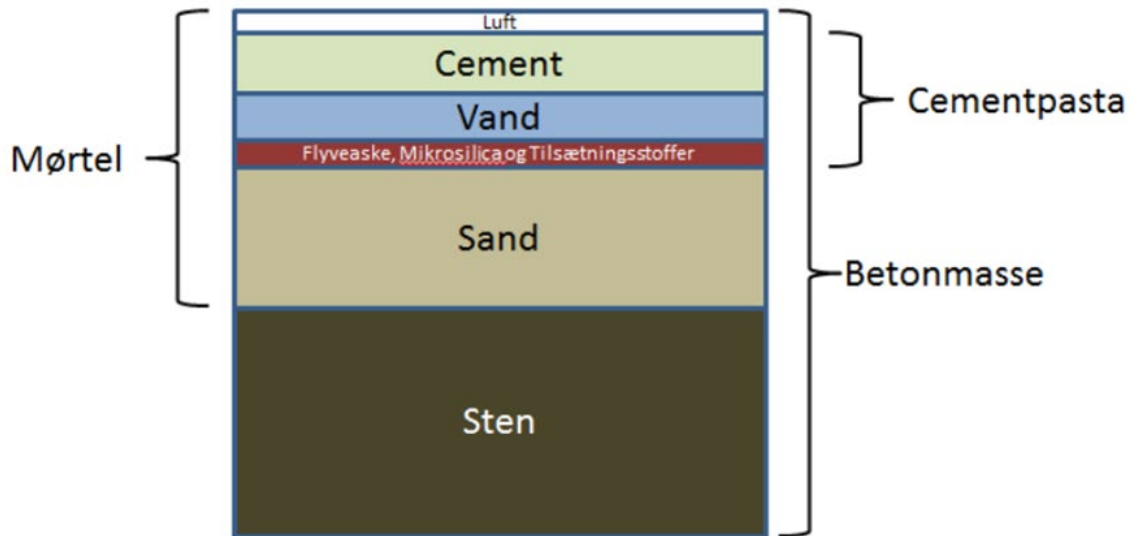 Luft
Cement
Cementpasta
Vand
Mørtel
Flyveaske, Mikrosilica og Tilsætningsstoffer
Sand
Betonmasse
Sten